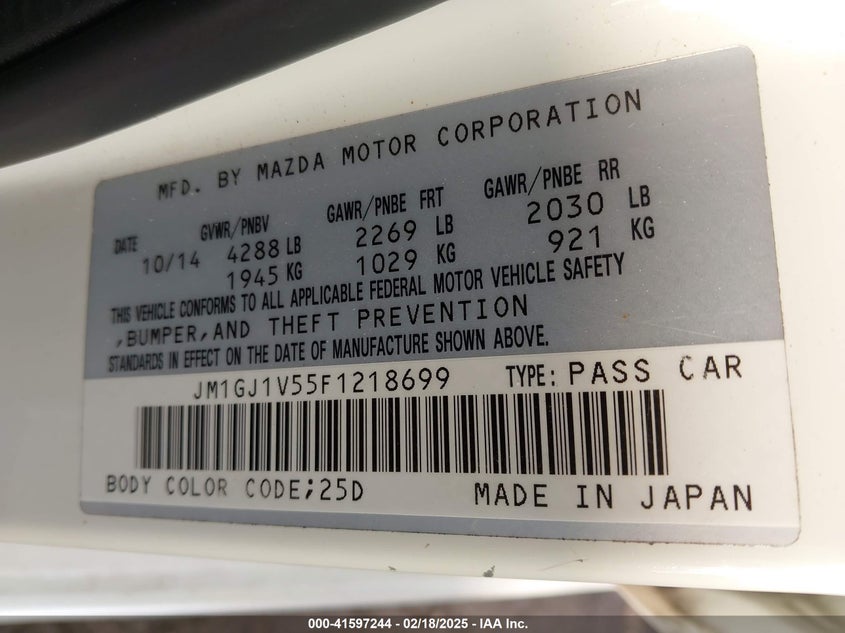 MFD. BY MAZDA MOTOR CORPORATION
DATE GVWR/PNBV GAWR/PNBE FRT GAWR/PNBE RR
10/14 4288 LB 2269 LB 2030 LB
1945 KG 1029 KG 921 KG
THIS VEHICLE CONFORMS TO ALL APPLICABLE FEDERAL MOTOR VEHICLE SAFETY
,BUMPER,AND THEFT PREVENTION
STANDARDS IN EFFECT ON THE DATE OF MANUFACTURE SHOWN ABOVE.
JM1GJ1V55F1218699 TYPE: PASS CAR
BODY COLOR CODE;25D MADE IN JAPAN
000-41597244 - 02/18/2025 - IAA Inc.